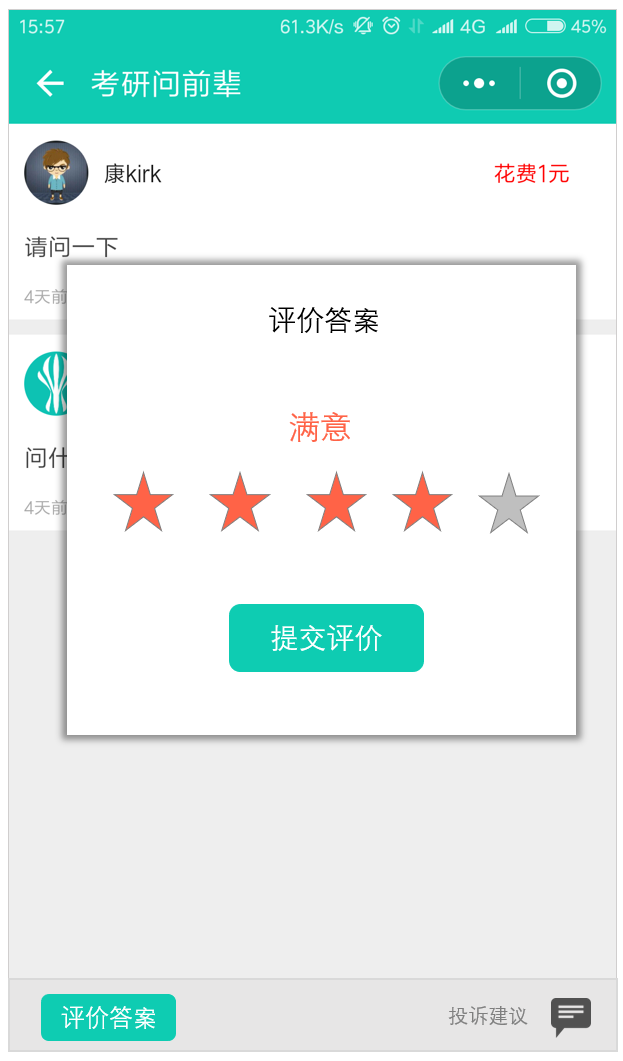 15:57 61.3K/s 4G 45%
考研问前辈
康kirk 花费1元
请问一下
4天前
评价答案
满意
问什
4天前
提交评价
评价答案 投诉建议